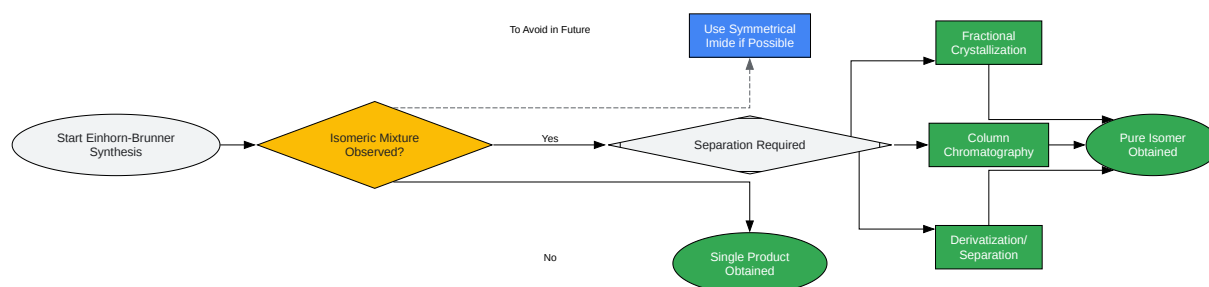 To Avoid in Future
Use Symmetrical
Imide if Possible
Fractional
Crystallization
Start Einhorn-Brunner
Synthesis
Isomeric Mixture
Observed?
Yes
Separation Required
Column
Chromatography
Pure Isomer
Obtained
No
Single Product
Obtained
Derivatization/
Separation